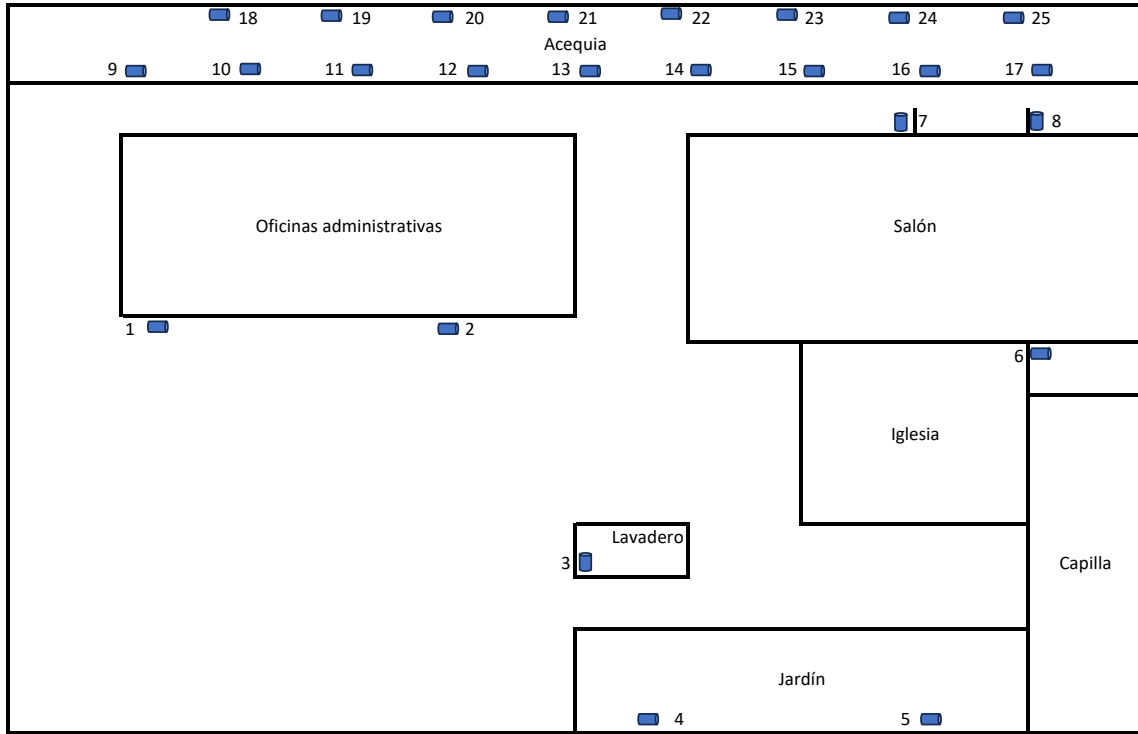 18 19 20 21 22 23 24 25
Acequia
9 10 11 12 13 14 15 16 17
7 8
Oficinas administrativas Salón
1 2
6
Iglesia
Lavadero
3 Capilla
Jardín
4 5